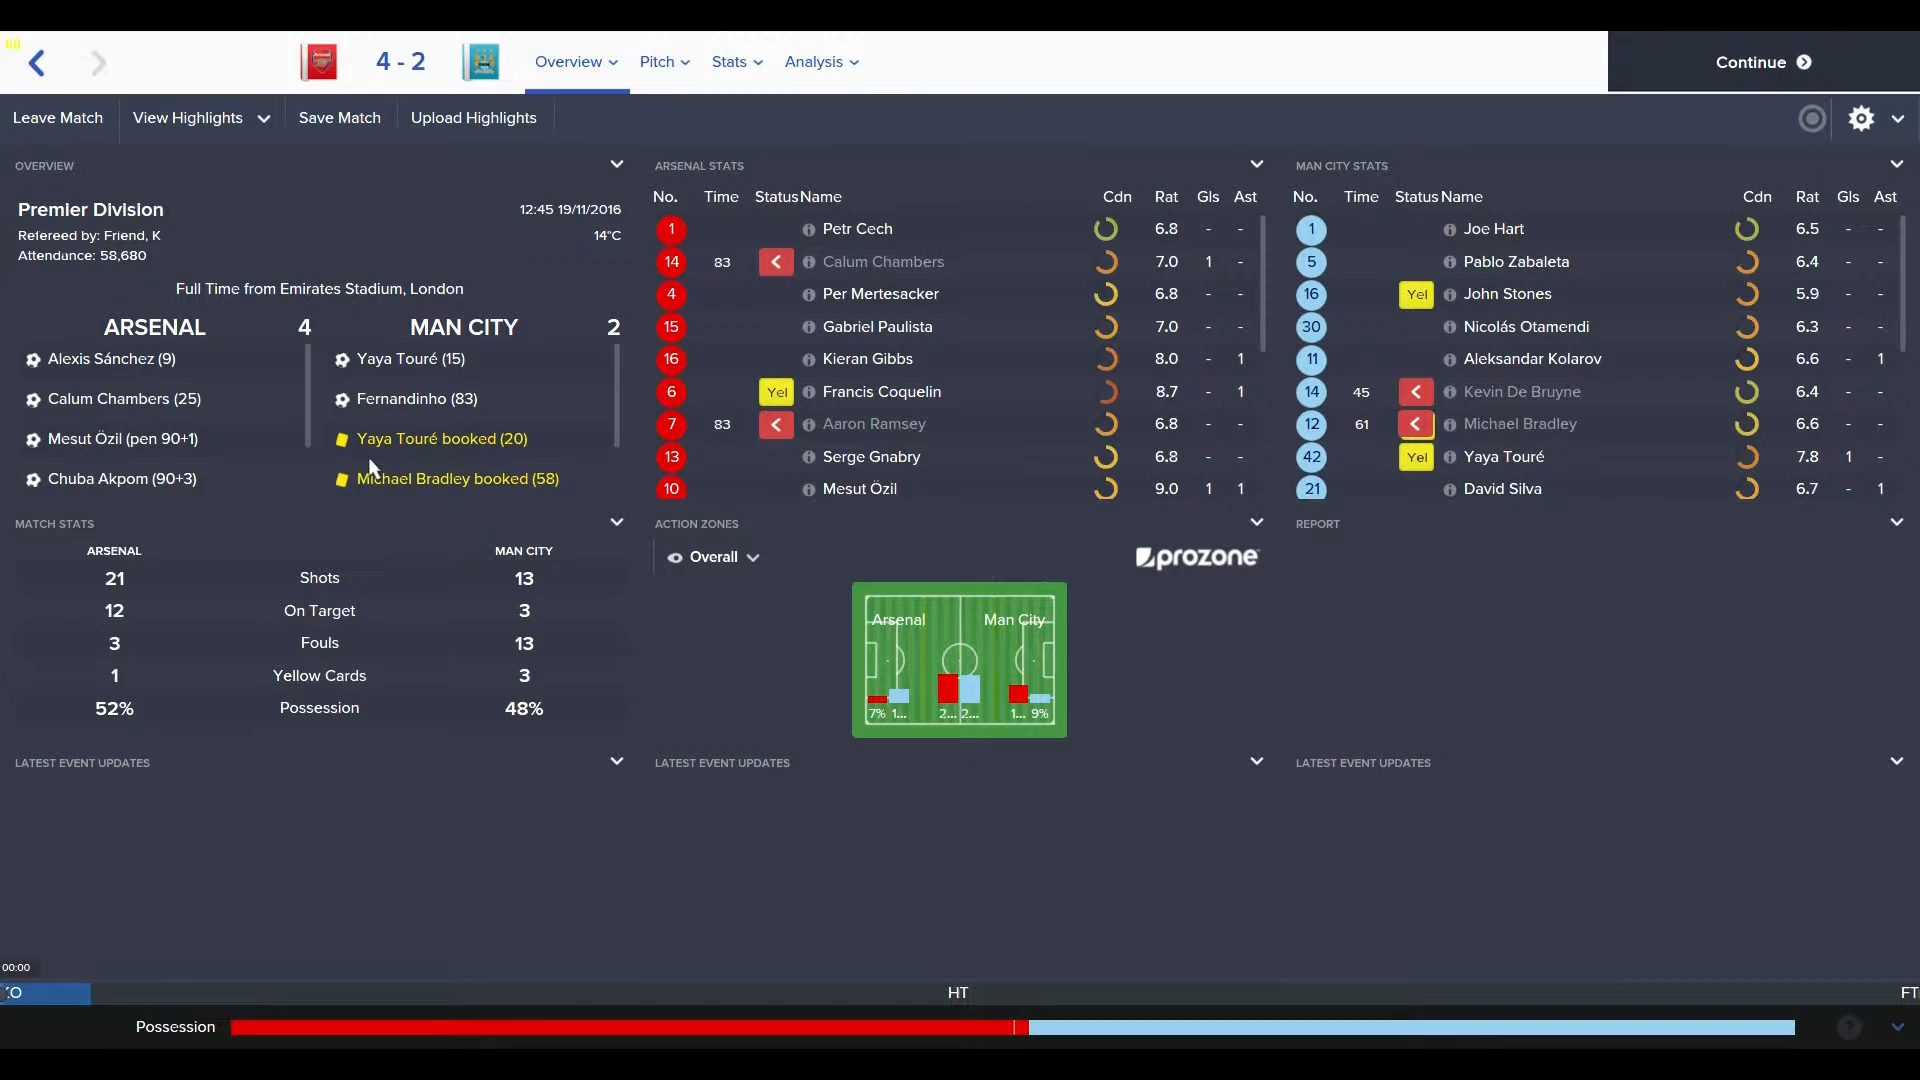 4 - 2
Overview
Pitch
Stats
Analysis
Continue
Leave Match
View Highlights
Save Match
Upload Highlights
OVERVIEW
Premier Division
12:45 19/11/2016
Refereed by: Friend, K
14°C
Attendance: 58,680
Full Time from Emirates Stadium, London
ARSENAL 4 MAN CITY 2
Alexis Sánchez (9)
Yaya Touré (15)
Calum Chambers (25)
Fernandinho (83)
Mesut Özil (pen 90+1)
Yaya Touré booked (20)
Chuba Akpom (90+3)
Michael Bradley booked (58)
ARSENAL STATS
No. Time Status Name Cdn Rat Gls Ast
1 Petr Cech 6.8 - -
14 83 Calum Chambers 7.0 1 -
4 Per Mertesacker 6.8 - -
15 Gabriel Paulista 7.0 - -
16 Kieran Gibbs 8.0 - 1
6 Yel Francis Coquelin 8.7 - 1
7 83 Aaron Ramsey 6.8 - -
13 Serge Gnabry 6.8 - -
10 Mesut Özil 9.0 1 1
MAN CITY STATS
No. Time Status Name Cdn Rat Gls Ast
1 Joe Hart 6.5 - -
5 Pablo Zabaleta 6.4 - -
16 Yel John Stones 5.9 - -
30 Nicolás Otamendi 6.3 - -
11 Aleksandar Kolarov 6.6 - 1
14 45 Kevin De Bruyne 6.4 - -
12 61 Michael Bradley 6.6 - -
42 Yel Yaya Touré 7.8 1 -
21 David Silva 6.7 - 1
MATCH STATS
ARSENAL MAN CITY
21 Shots 13
12 On Target 3
3 Fouls 13
1 Yellow Cards 3
52% Possession 48%
ACTION ZONES
Overall
prozone
Arsenal Man City
7% 1... 2... 2... 1... 9%
REPORT
LATEST EVENT UPDATES
LATEST EVENT UPDATES
LATEST EVENT UPDATES
00:00
HT
FT
Possession